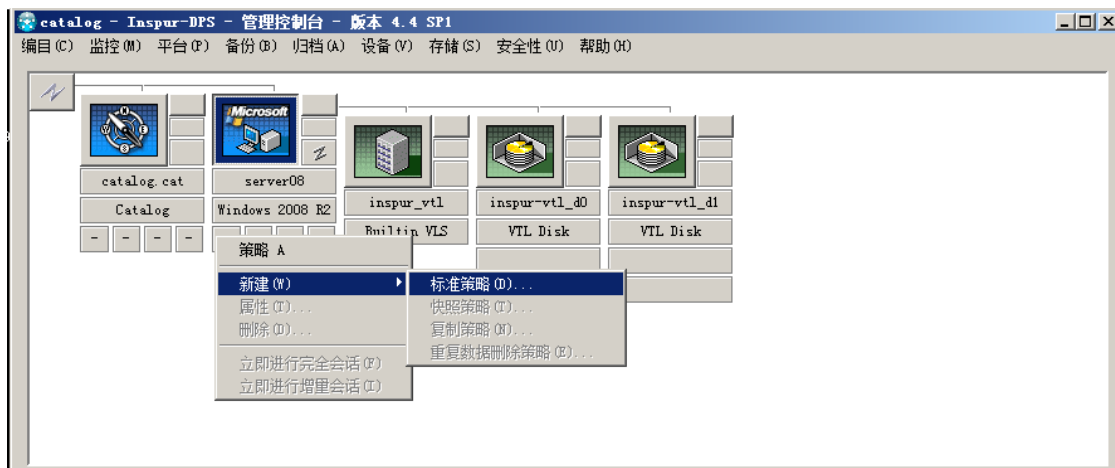 catalog - Inspur-DPS - 管理控制台 - 版本 4.4 SP1
编目(C) 监控(M) 平台(P) 备份(B) 归档(A) 设备(V) 存储(S) 安全性(U) 帮助(H)
Microsoft
catalog.cat server08 inspur_vtl inspur-vtl_d0 inspur-vtl_d1
Catalog Windows 2008 R2 Builtin VLS VTL Disk VTL Disk
- - - -
策略 A
新建(W) 标准策略(D)...
属性(T)... 快照策略(T)...
删除(D)... 复制策略(N)...
重复数据删除策略(E)...
立即进行完全会话(F)
立即进行增量会话(I)